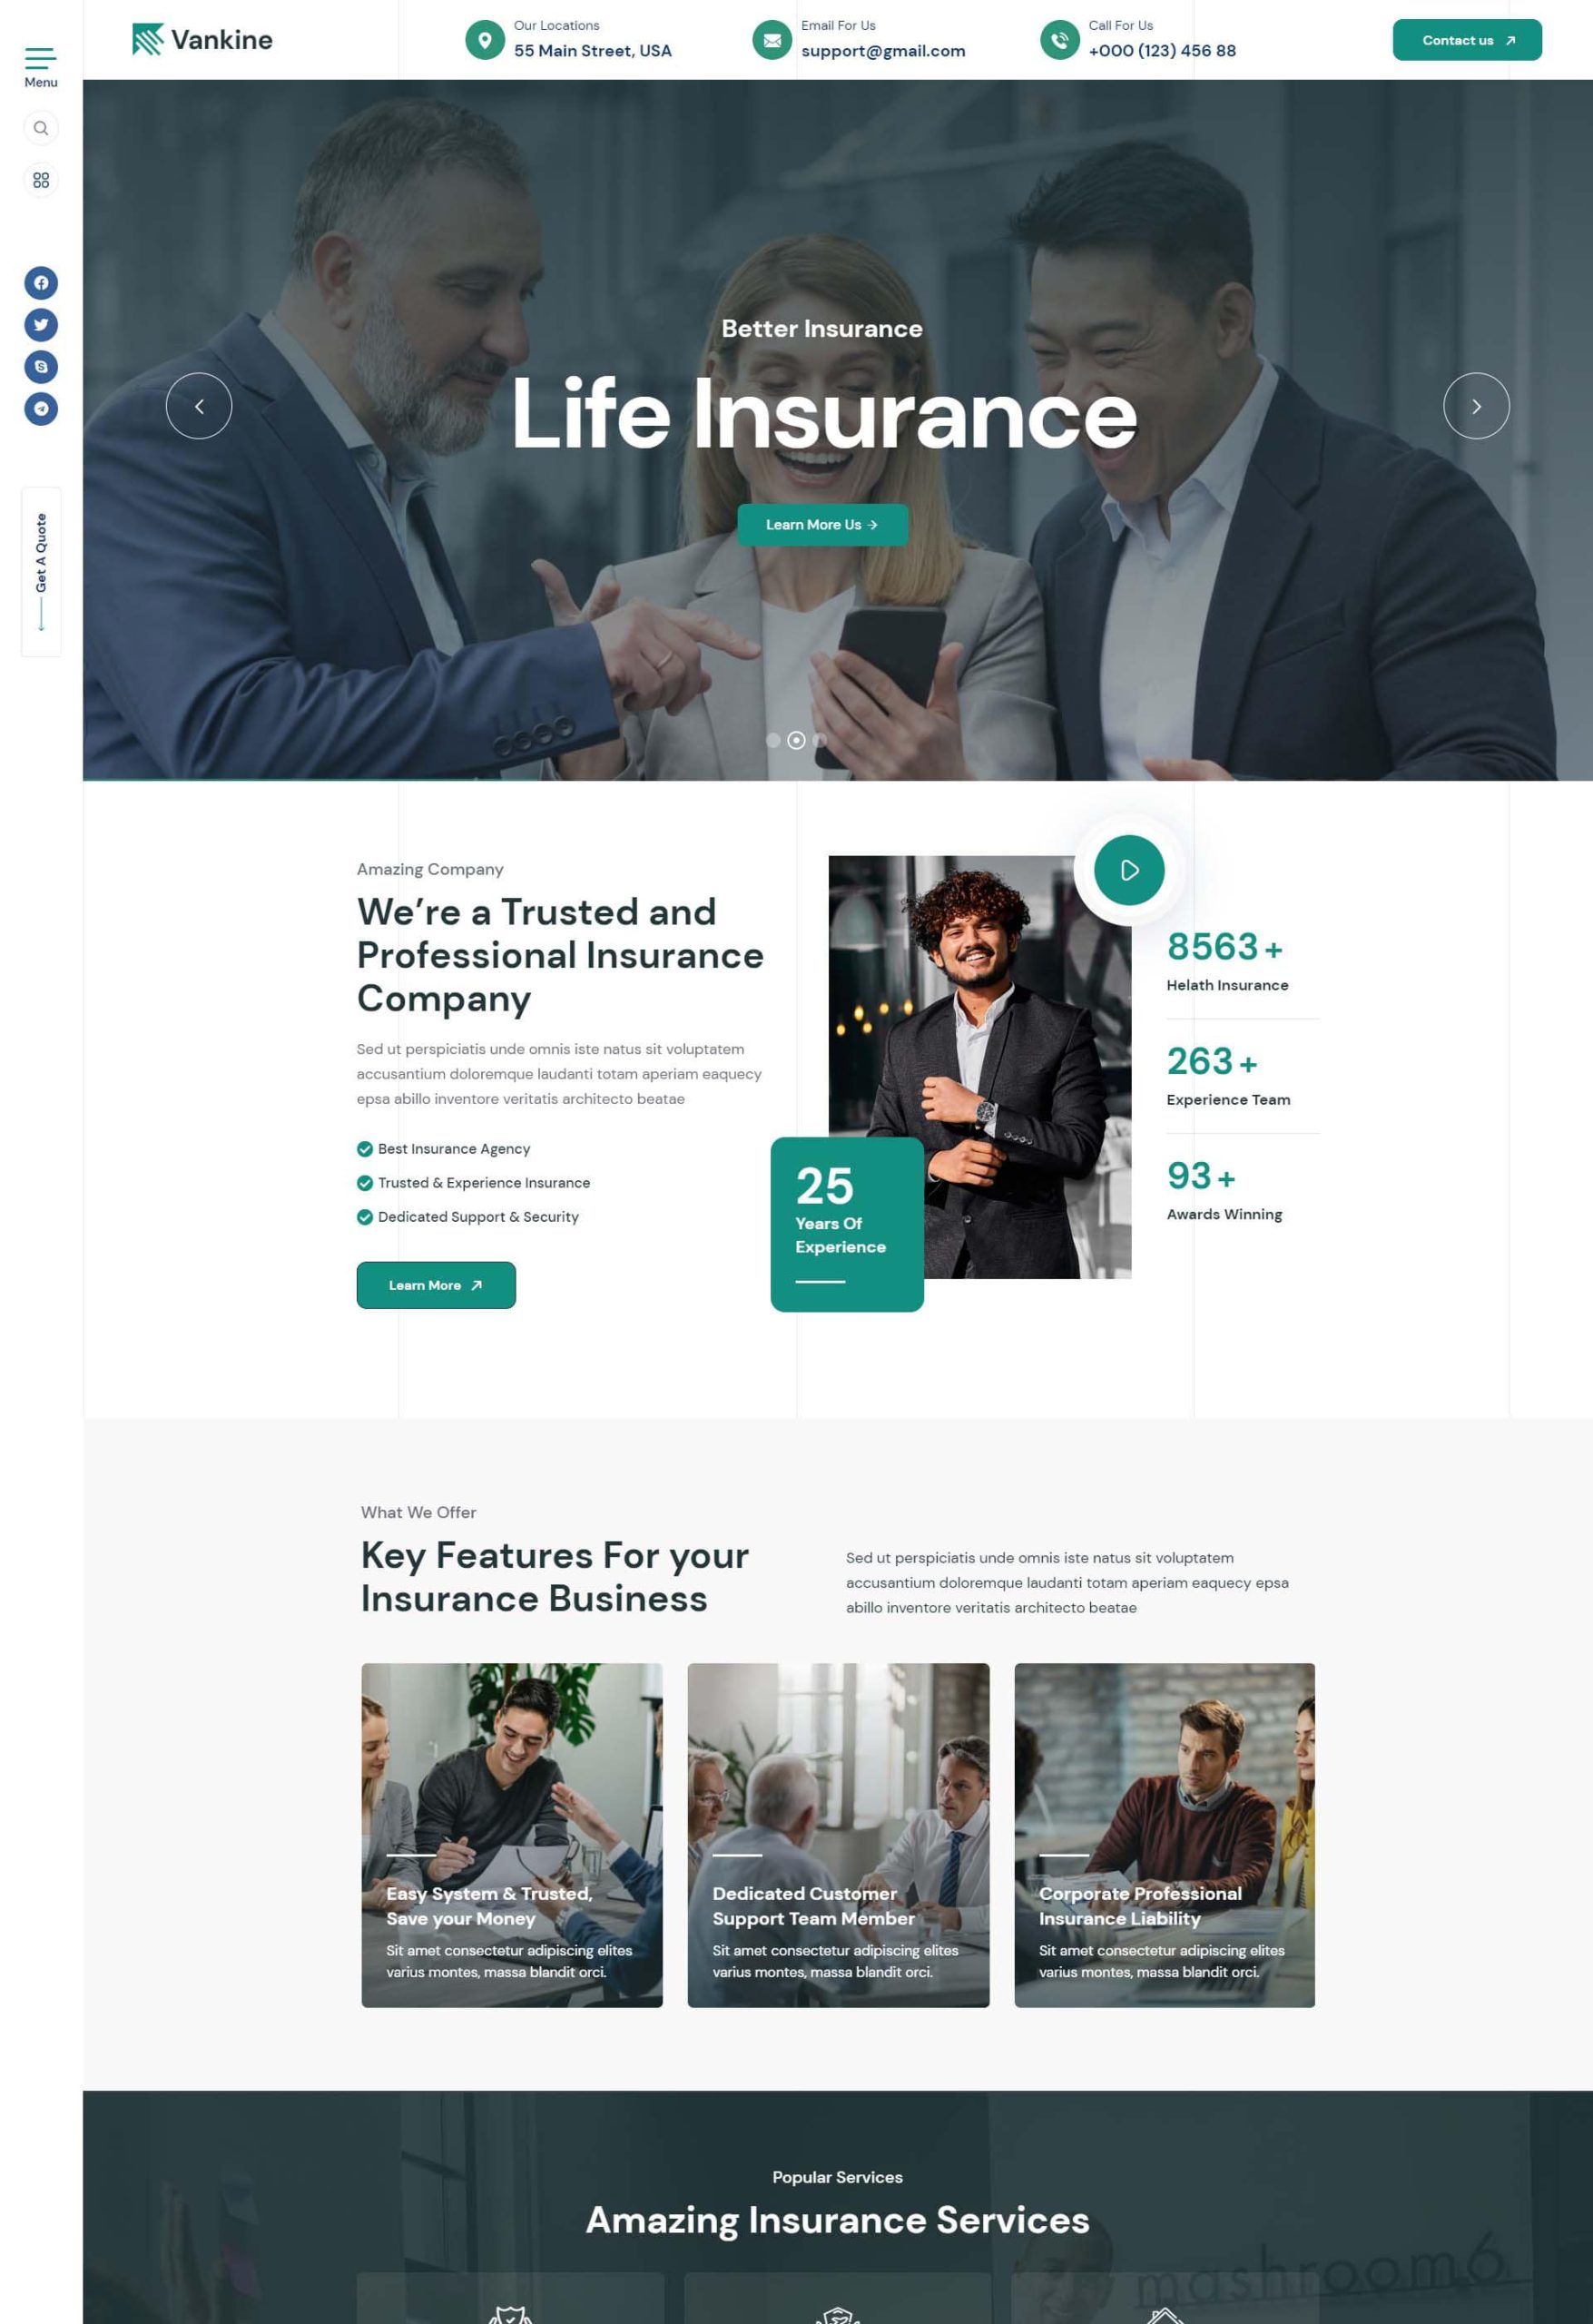 Menu
Get A Quote
Vankine
Our Locations
55 Main Street, USA
Email For Us
support@gmail.com
Call For Us
+000 (123) 456 88
Contact us
Better Insurance
Life Insurance
Learn More Us
Amazing Company
We’re a Trusted and
Professional Insurance
Company
Sed ut perspiciatis unde omnis iste natus sit voluptatem
accusantium doloremque laudanti totam aperiam eaquecy
epsa abillo inventore veritatis architecto beatae
Best Insurance Agency
Trusted & Experience Insurance
Dedicated Support & Security
Learn More
25
Years Of
Experience
8563+
Helath Insurance
263+
Experience Team
93+
Awards Winning
What We Offer
Key Features For your
Insurance Business
Sed ut perspiciatis unde omnis iste natus sit voluptatem
accusantium doloremque laudanti totam aperiam eaquecy epsa
abillo inventore veritatis architecto beatae
Easy System & Trusted,
Save your Money
Sit amet consectetur adipiscing elites
varius montes, massa blandit orci.
Dedicated Customer
Support Team Member
Sit amet consectetur adipiscing elites
varius montes, massa blandit orci.
Corporate Professional
Insurance Liability
Sit amet consectetur adipiscing elites
varius montes, massa blandit orci.
Popular Services
Amazing Insurance Services
mashroom6